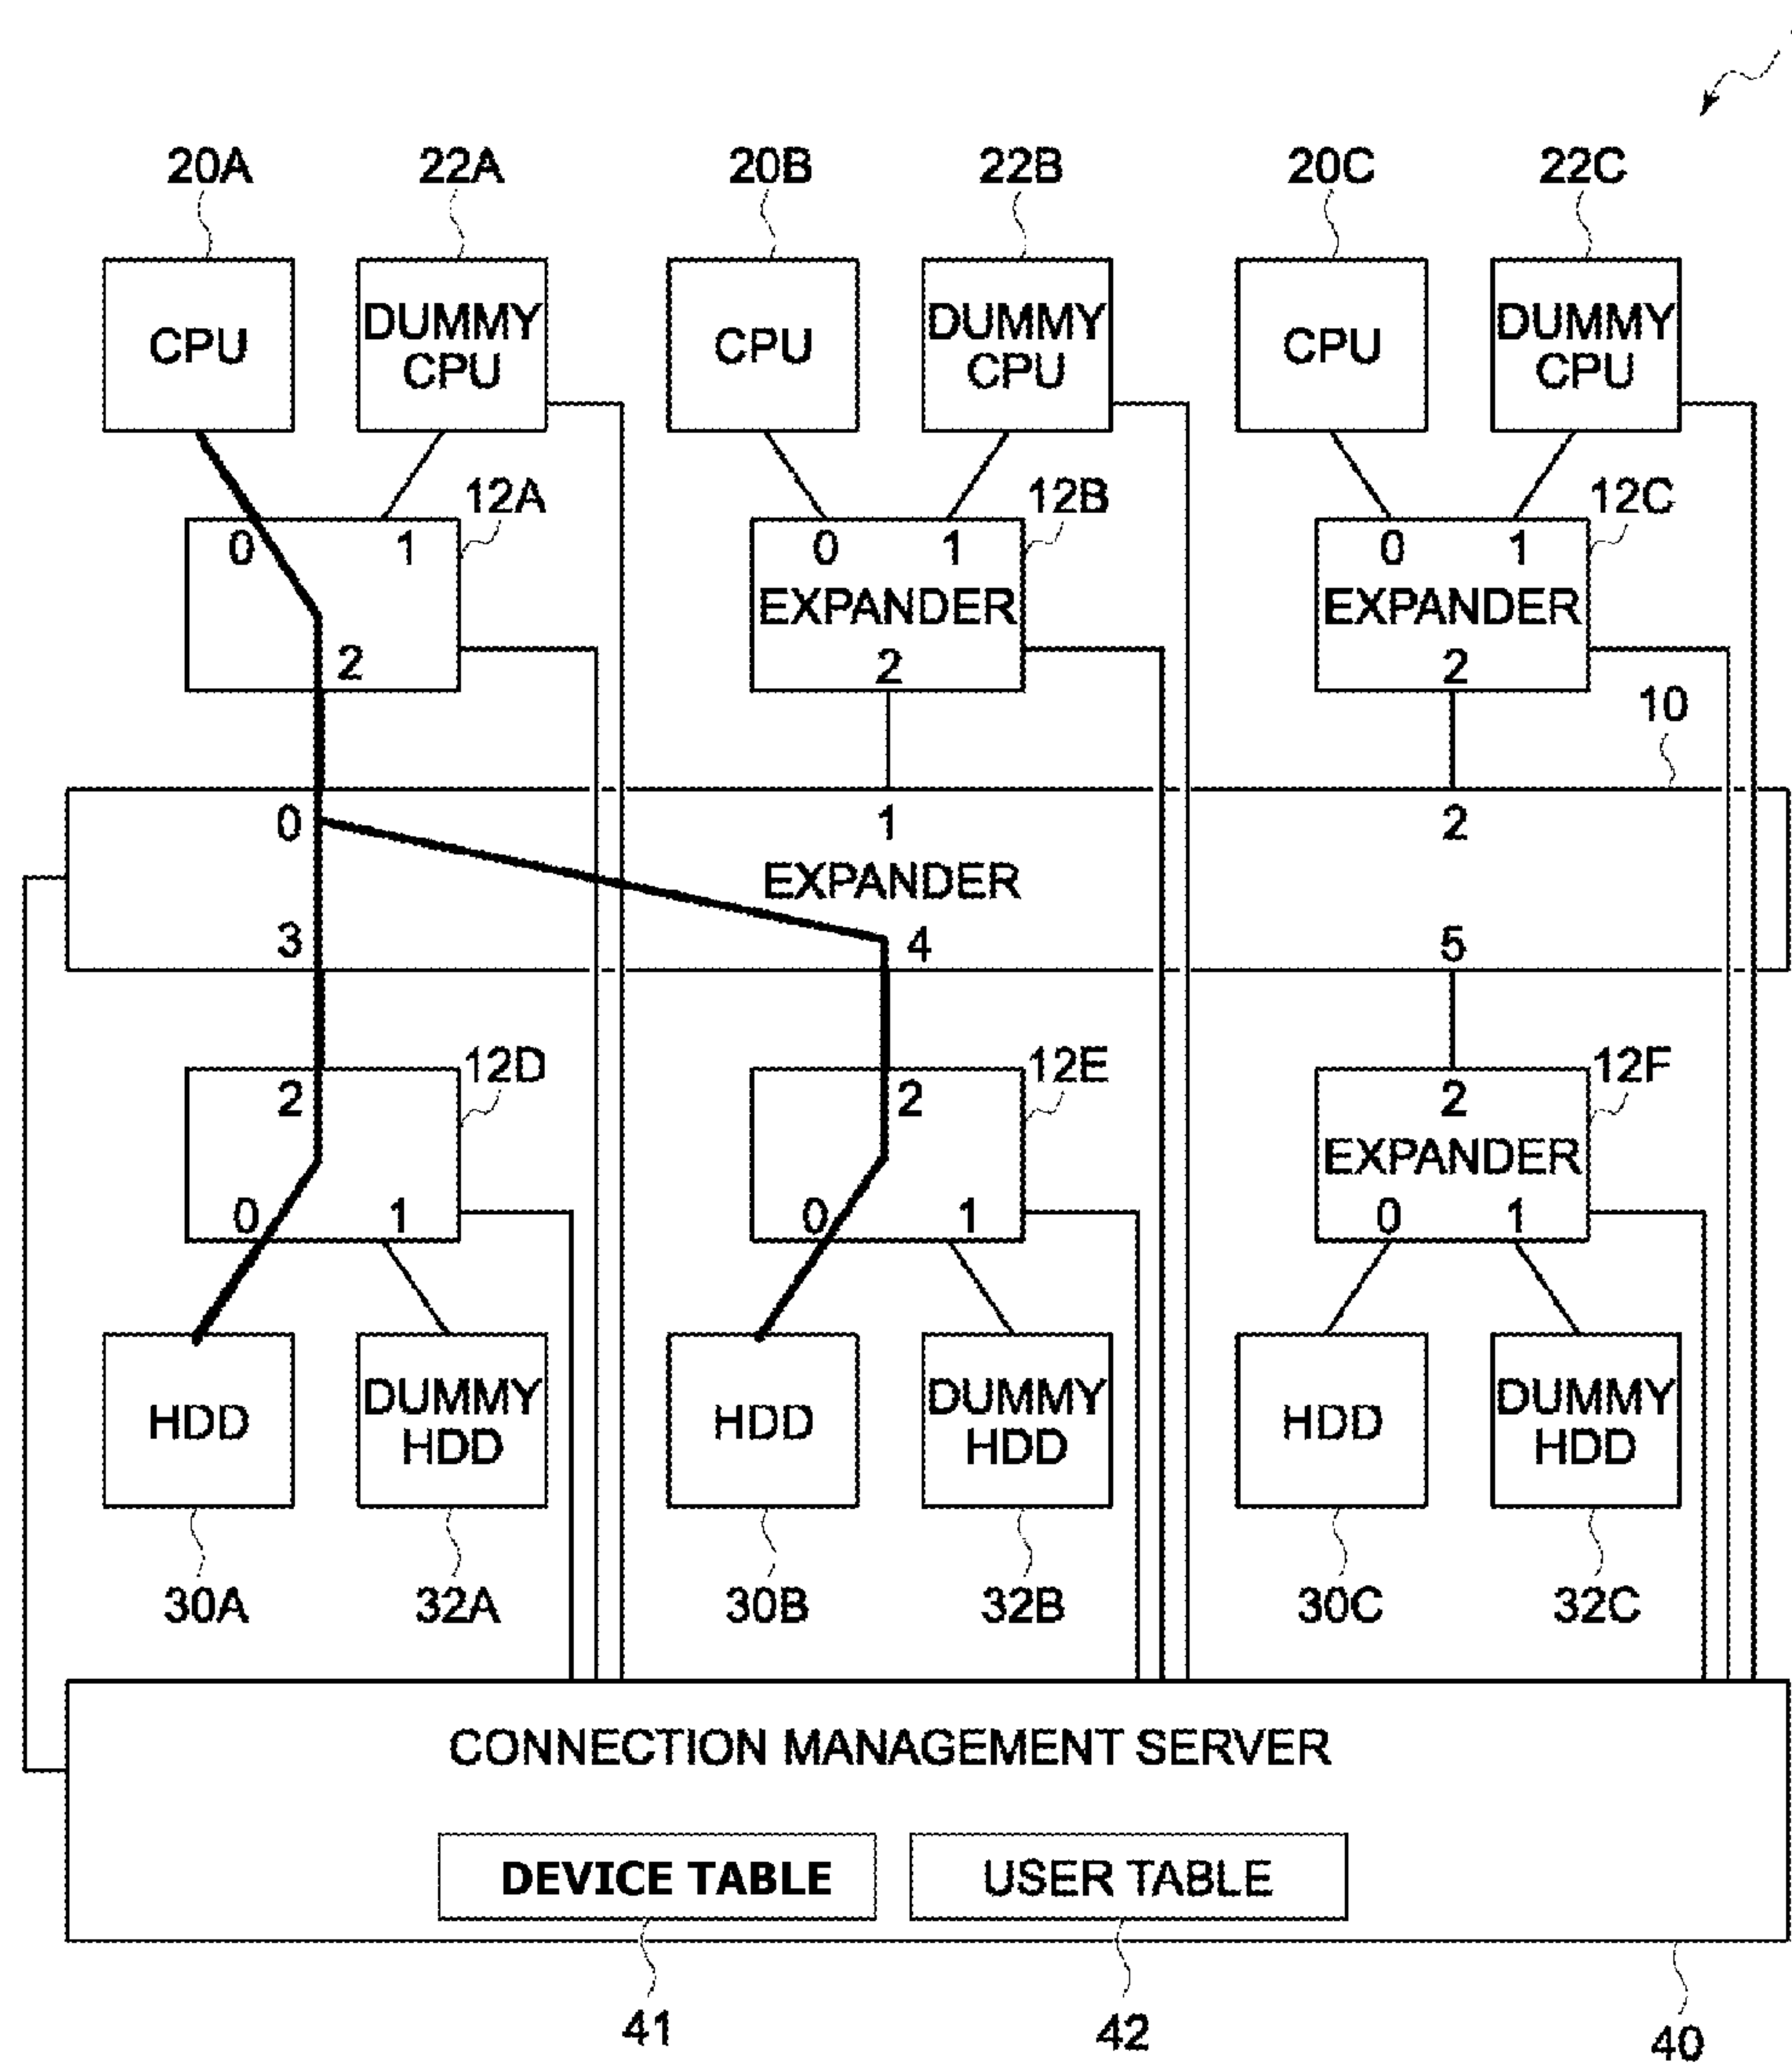 20A 22A 20B 22B 20C 22C
CPU DUMMY CPU CPU DUMMY CPU CPU DUMMY CPU
12A 12B 12C
0 1 0 1 0 1
EXPANDER EXPANDER
2 2 2
10
0 1 2
EXPANDER
3 4 5
12D 12E 12F
2 2 2
EXPANDER
0 1 0 1 0 1
HDD DUMMY HDD HDD DUMMY HDD HDD DUMMY HDD
30A 32A 30B 32B 30C 32C
CONNECTION MANAGEMENT SERVER
DEVICE TABLE USER TABLE
41 42 40